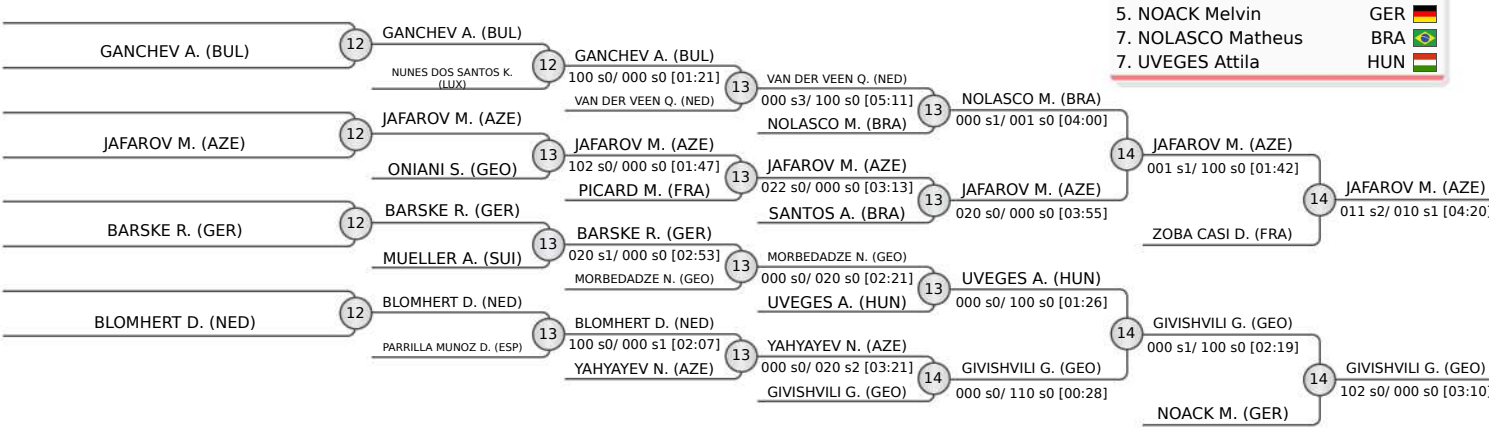 5. NOACK Melvin GER
7. NOLASCO Matheus BRA
7. UVEGES Attila HUN
GANCHEV A. (BUL)
12
GANCHEV A. (BUL)
NUNES DOS SANTOS K.
(LUX)
12
GANCHEV A. (BUL)
100 s0/ 000 s0 [01:21]
VAN DER VEEN Q. (NED)
13
VAN DER VEEN Q. (NED)
000 s3/ 100 s0 [05:11]
NOLASCO M. (BRA)
13
NOLASCO M. (BRA)
000 s1/ 001 s0 [04:00]
JAFAROV M. (AZE)
12
JAFAROV M. (AZE)
ONIANI S. (GEO)
13
JAFAROV M. (AZE)
102 s0/ 000 s0 [01:47]
PICARD M. (FRA)
13
JAFAROV M. (AZE)
022 s0/ 000 s0 [03:13]
SANTOS A. (BRA)
13
JAFAROV M. (AZE)
020 s0/ 000 s0 [03:55]
14
JAFAROV M. (AZE)
001 s1/ 100 s0 [01:42]
ZOBA CASI D. (FRA)
14
JAFAROV M. (AZE)
011 s2/ 010 s1 [04:20]
BARSKE R. (GER)
12
BARSKE R. (GER)
MUELLER A. (SUI)
13
BARSKE R. (GER)
020 s1/ 000 s0 [02:53]
MORBEDADZE N. (GEO)
13
MORBEDADZE N. (GEO)
000 s0/ 020 s0 [02:21]
UVEGES A. (HUN)
13
UVEGES A. (HUN)
000 s0/ 100 s0 [01:26]
BLOMHERT D. (NED)
12
BLOMHERT D. (NED)
PARRILLA MUNOZ D. (ESP)
13
BLOMHERT D. (NED)
100 s0/ 000 s1 [02:07]
YAHYAYEV N. (AZE)
13
YAHYAYEV N. (AZE)
000 s0/ 020 s2 [03:21]
GIVISHVILI G. (GEO)
14
GIVISHVILI G. (GEO)
000 s0/ 110 s0 [00:28]
14
GIVISHVILI G. (GEO)
000 s1/ 100 s0 [02:19]
NOACK M. (GER)
14
GIVISHVILI G. (GEO)
102 s0/ 000 s0 [03:10]